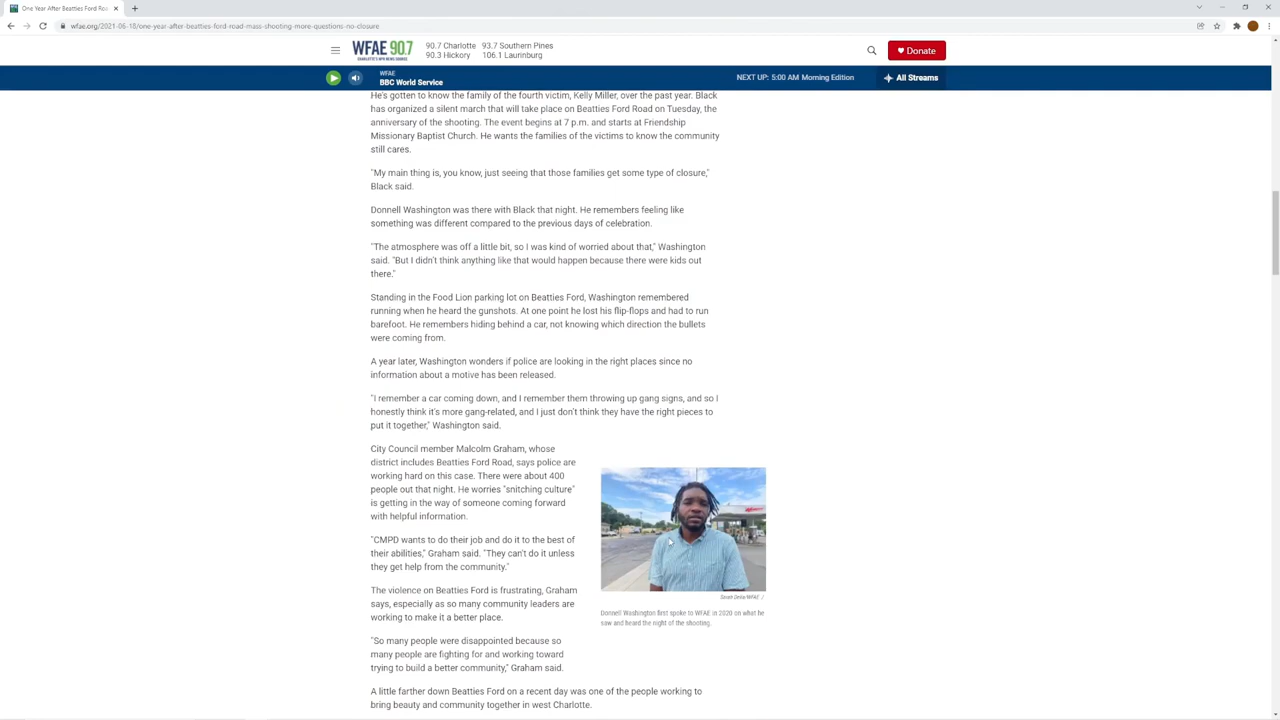 One Year After Beatties Ford Roa
wfae.org/2021-06-18/one-year-after-beatties-ford-road-mass-shooting-more-questions-no-closure
WFAE 90.7
CHARLOTTE'S NPR NEWS SOURCE
90.7 Charlotte 93.7 Southern Pines
90.3 Hickory 106.1 Laurinburg
Donate
WFAE
BBC World Service
NEXT UP: 5:00 AM Morning Edition
All Streams
He's gotten to know the family of the fourth victim, Kelly Miller, over the past year. Black
has organized a silent march that will take place on Beatties Ford Road on Tuesday, the
anniversary of the shooting. The event begins at 7 p.m. and starts at Friendship
Missionary Baptist Church. He wants the families of the victims to know the community
still cares.
"My main thing is, you know, just seeing that those families get some type of closure,"
Black said.
Donnell Washington was there with Black that night. He remembers feeling like
something was different compared to the previous days of celebration.
"The atmosphere was off a little bit, so I was kind of worried about that," Washington
said. "But I didn't think anything like that would happen because there were kids out
there."
Standing in the Food Lion parking lot on Beatties Ford, Washington remembered
running when he heard the gunshots. At one point he lost his flip-flops and had to run
barefoot. He remembers hiding behind a car, not knowing which direction the bullets
were coming from.
A year later, Washington wonders if police are looking in the right places since no
information about a motive has been released.
"I remember a car coming down, and I remember them throwing up gang signs, and so I
honestly think it's more gang-related, and I just don't think they have the right pieces to
put it together," Washington said.
City Council member Malcolm Graham, whose
district includes Beatties Ford Road, says police are
working hard on this case. There were about 400
people out that night. He worries "snitching culture"
is getting in the way of someone coming forward
with helpful information.
"CMPD wants to do their job and do it to the best of
their abilities," Graham said. "They can't do it unless
they get help from the community."
The violence on Beatties Ford is frustrating, Graham
says, especially as so many community leaders are
working to make it a better place.
"So many people were disappointed because so
many people are fighting for and working toward
trying to build a better community," Graham said.
Sarah Delia/WFAE /
Donnell Washington first spoke to WFAE in 2020 on what he
saw and heard the night of the shooting.
A little farther down Beatties Ford on a recent day was one of the people working to
bring beauty and community together in west Charlotte.